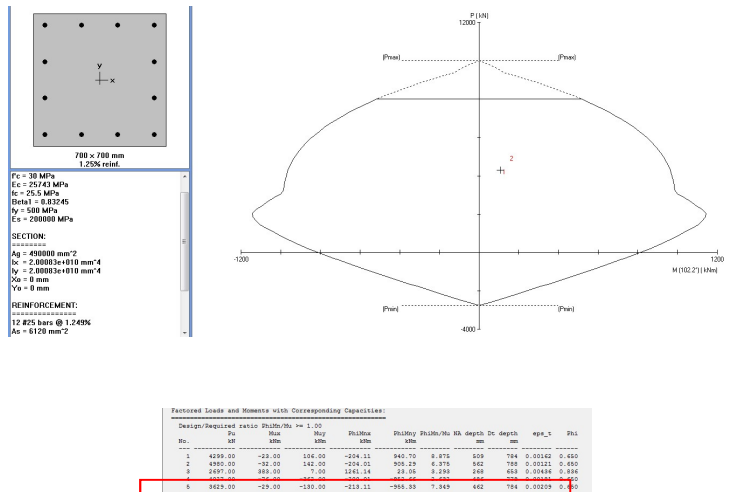 P ( kN)
12000
(Pmax)
(Pmax)
y
x
700 x 700 mm
1.25% reinf.
f'c = 30 MPa
Ec = 25743 MPa
fc = 25.5 MPa
Beta1 = 0.83245
fy = 500 MPa
Es = 200000 MPa
SECTION:
========
Ag = 490000 mm^2
Ix = 2.00083e+010 mm^4
Iy = 2.00083e+010 mm^4
Xo = 0 mm
Yo = 0 mm
REINFORCEMENT:
==============
12 #25 bars @ 1.249%
As = 6120 mm^2
2
1
-1200
1200
M (102.2°) ( kNm)
(Pmin)
(Pmin)
-4000
Factored Loads and Moments with Corresponding Capacities:
Design/Required ratio PhiMn/Mu >= 1.00
Pu Mux Muy PhiMnx PhiMny PhiMn/Mu NA depth Dt depth eps_t Phi
No. kN kNm kNm kNm kNm mm mm
1 4299.00 -23.00 106.00 -204.11 940.70 8.875 509 784 0.00162 0.650
2 4980.00 -32.00 142.00 -204.01 905.29 6.375 562 788 0.00121 0.650
3 2697.00 383.00 7.00 1261.14 23.05 3.293 268 653 0.00436 0.836
5 3629.00 -29.00 -130.00 -213.11 -955.33 7.349 462 784 0.00209 0.650